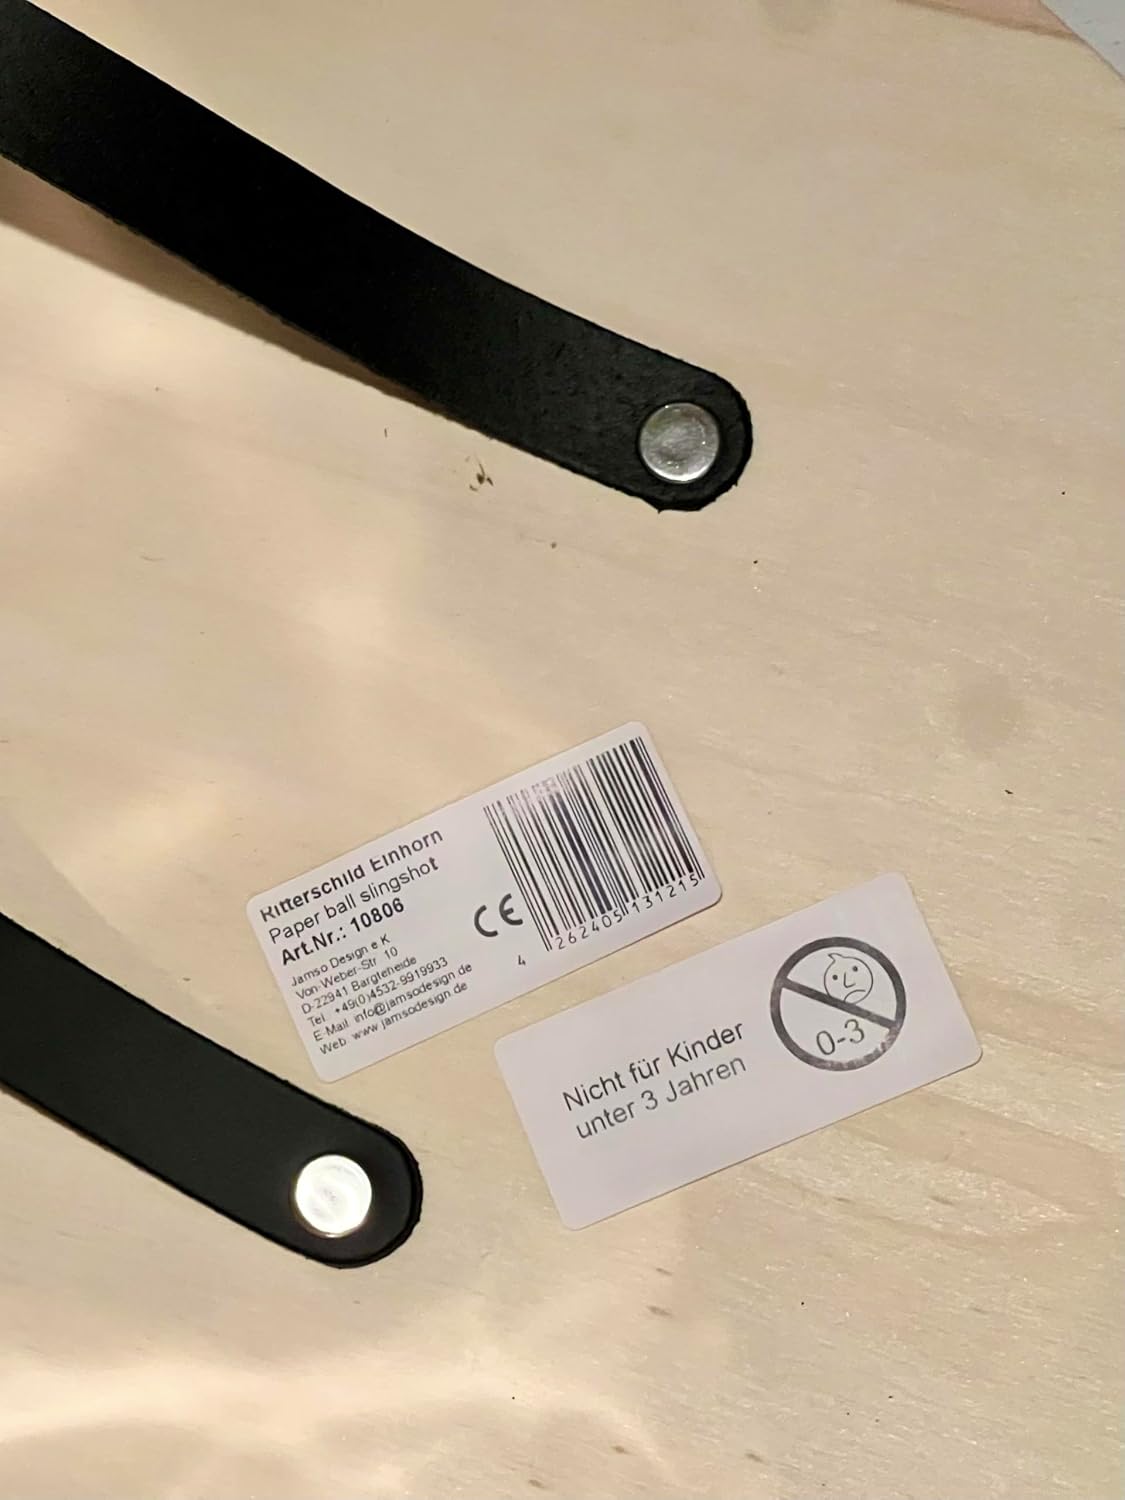 Ritterschild Einhorn
Paper ball slingshot
Art.Nr.: 10806
Jamso Design e.K
Von-Weber-Str. 10
D-22941 Bargteheide
Tel. +49(0)4532-9919933
E-Mail info@jamsodesign.de
Web: www.jamsodesign.de
CE
4 262405 131215
Nicht für Kinder
unter 3 Jahren
0-3